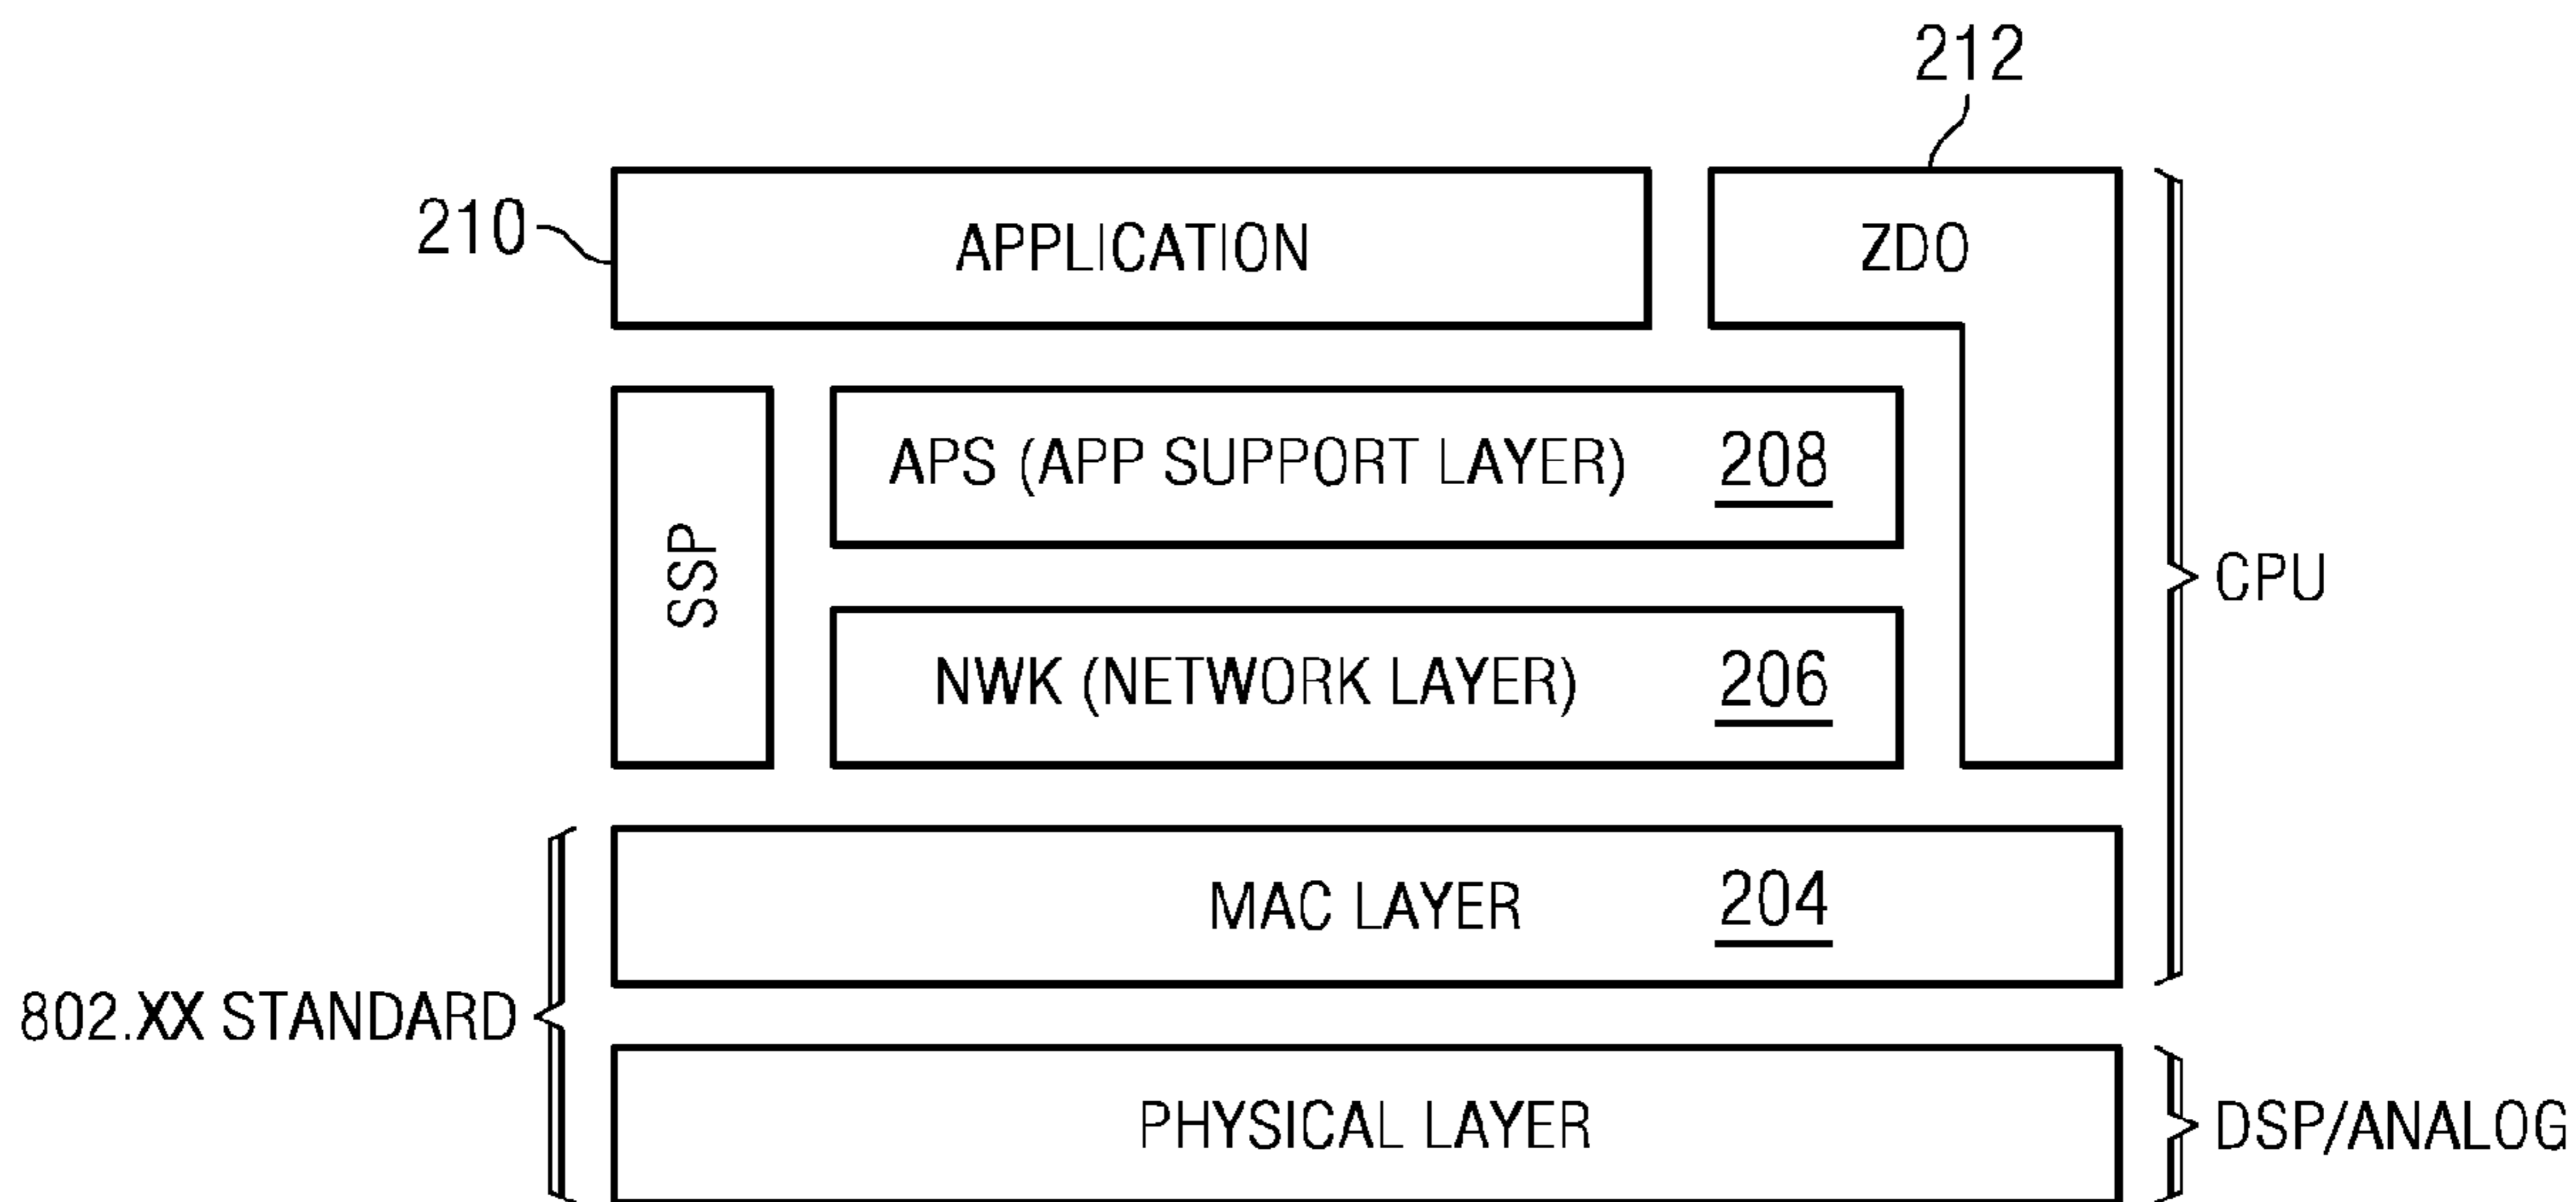 212
210
APPLICATION
ZDO
SSP
APS (APP SUPPORT LAYER) 208
NWK (NETWORK LAYER) 206
CPU
MAC LAYER 204
802.XX STANDARD
PHYSICAL LAYER
DSP/ANALOG